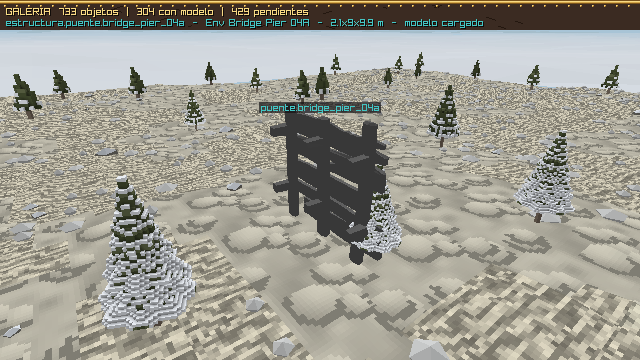 GALERÍA 733 objetos | 304 con modelo | 429 pendientes
estructura.puente.bridge_pier_04a - Env Bridge Pier 04A - 2.1x9x9.9 m - modelo cargado
puente.bridge_pier_04a